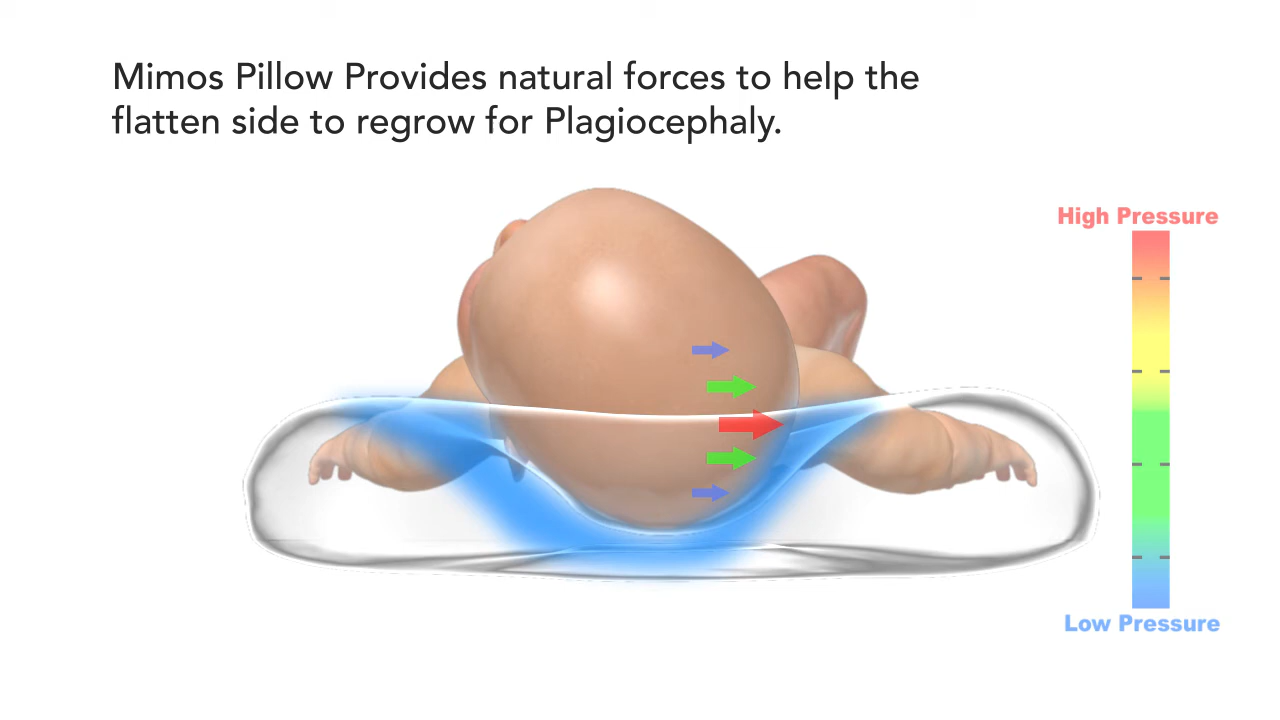 Mimos Pillow Provides natural forces to help the
flatten side to regrow for Plagiocephaly.
High Pressure
Low Pressure